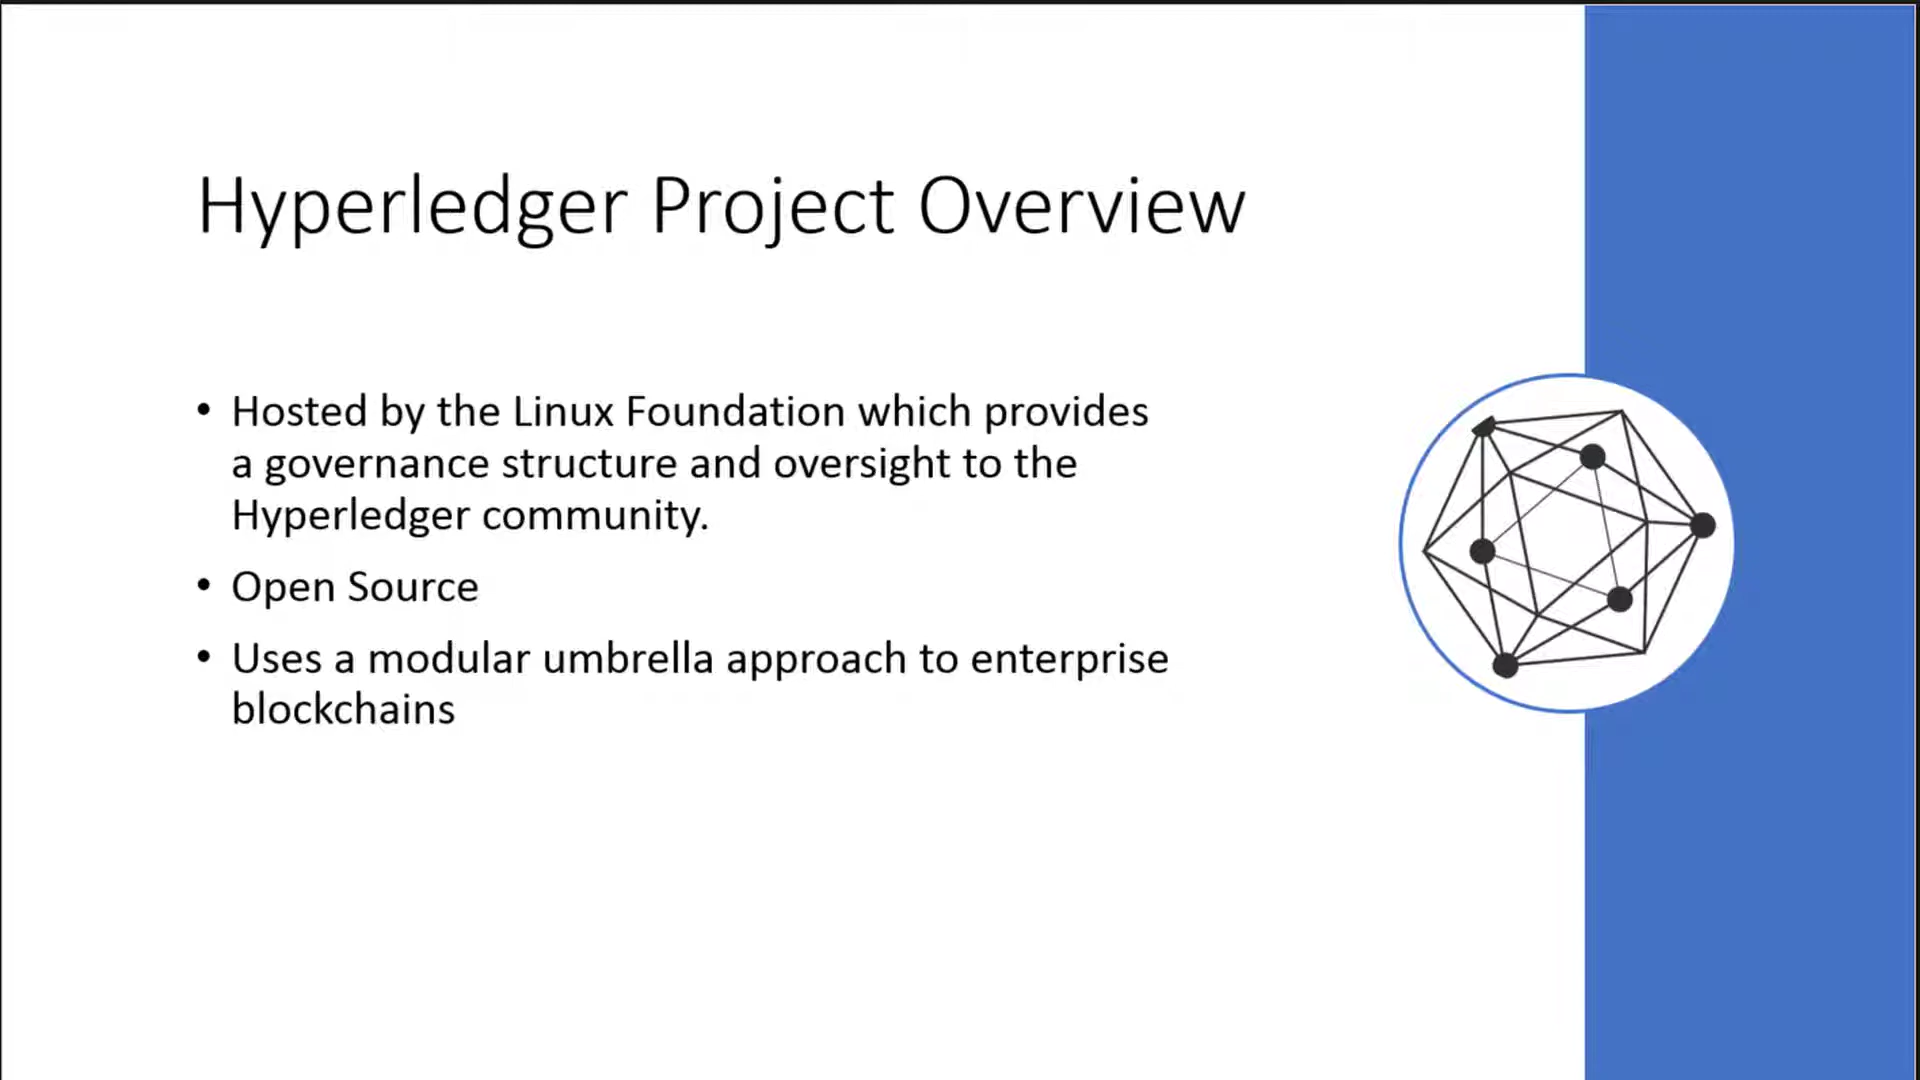 Hyperledger Project Overview
• Hosted by the Linux Foundation which provides
a governance structure and oversight to the
Hyperledger community.
• Open Source
• Uses a modular umbrella approach to enterprise
blockchains